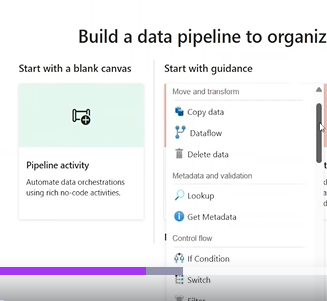 Build a data pipeline to organiz
Start with a blank canvas
Start with guidance
Pipeline activity
Automate data orchestrations
using rich no-code activities.
Move and transform
Copy data
Dataflow
Delete data
Metadata and validation
Lookup
Get Metadata
Control flow
If Condition
Switch
Filter